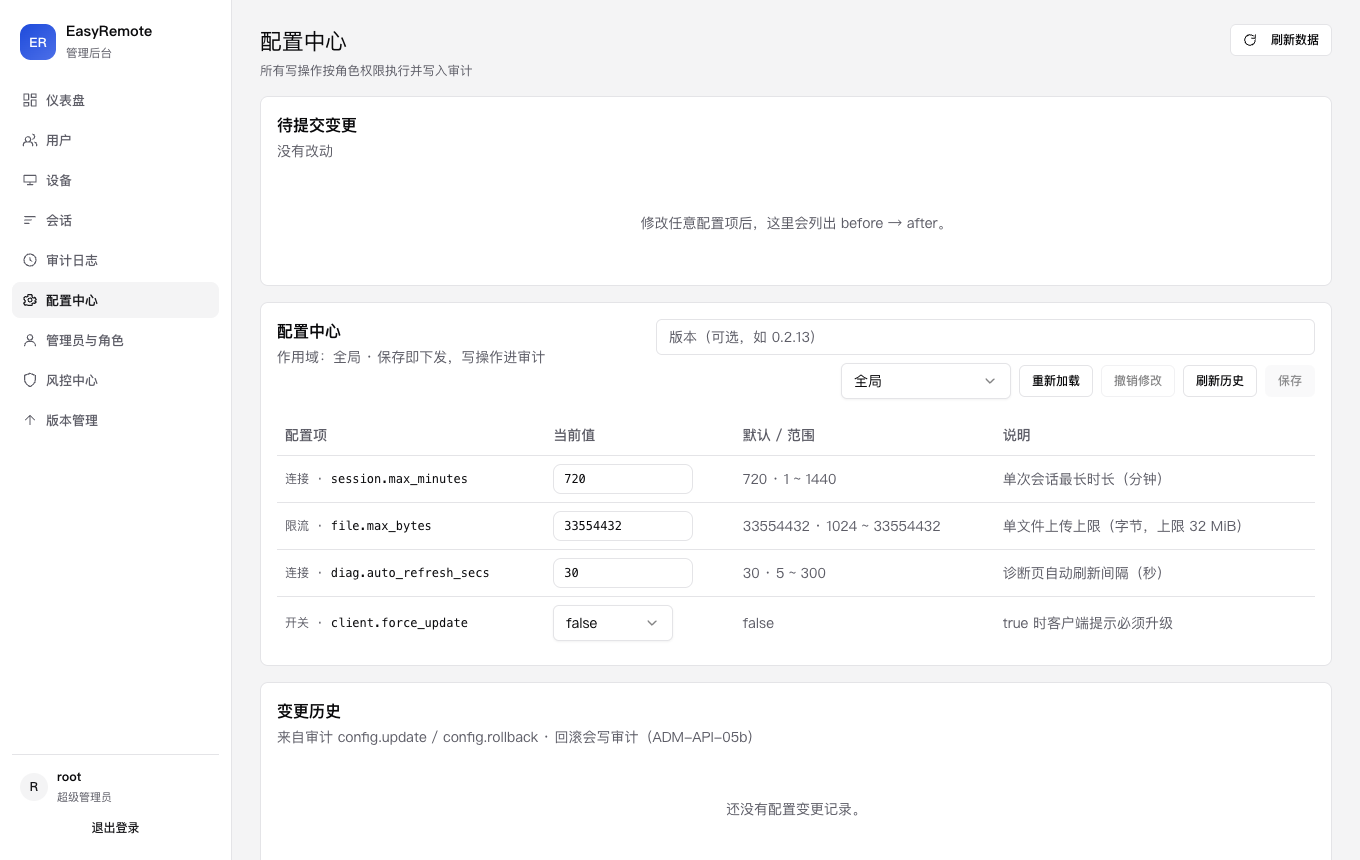 ER
EasyRemote
管理后台
仪表盘
用户
设备
会话
审计日志
配置中心
管理员与角色
风控中心
版本管理
R
root
超级管理员
退出登录
配置中心
所有写操作按角色权限执行并写入审计
刷新数据
待提交变更
没有改动
修改任意配置项后，这里会列出 before → after。
配置中心
作用域：全局 · 保存即下发，写操作进审计
版本（可选，如 0.2.13）
全局
重新加载
撤销修改
刷新历史
保存
配置项 当前值 默认 / 范围 说明
连接 · session.max_minutes 720 720 · 1 ~ 1440 单次会话最长时长（分钟）
限流 · file.max_bytes 33554432 33554432 · 1024 ~ 33554432 单文件上传上限（字节，上限 32 MiB）
连接 · diag.auto_refresh_secs 30 30 · 5 ~ 300 诊断页自动刷新间隔（秒）
开关 · client.force_update false false true 时客户端提示必须升级
变更历史
来自审计 config.update / config.rollback · 回滚会写审计（ADM-API-05b）
还没有配置变更记录。